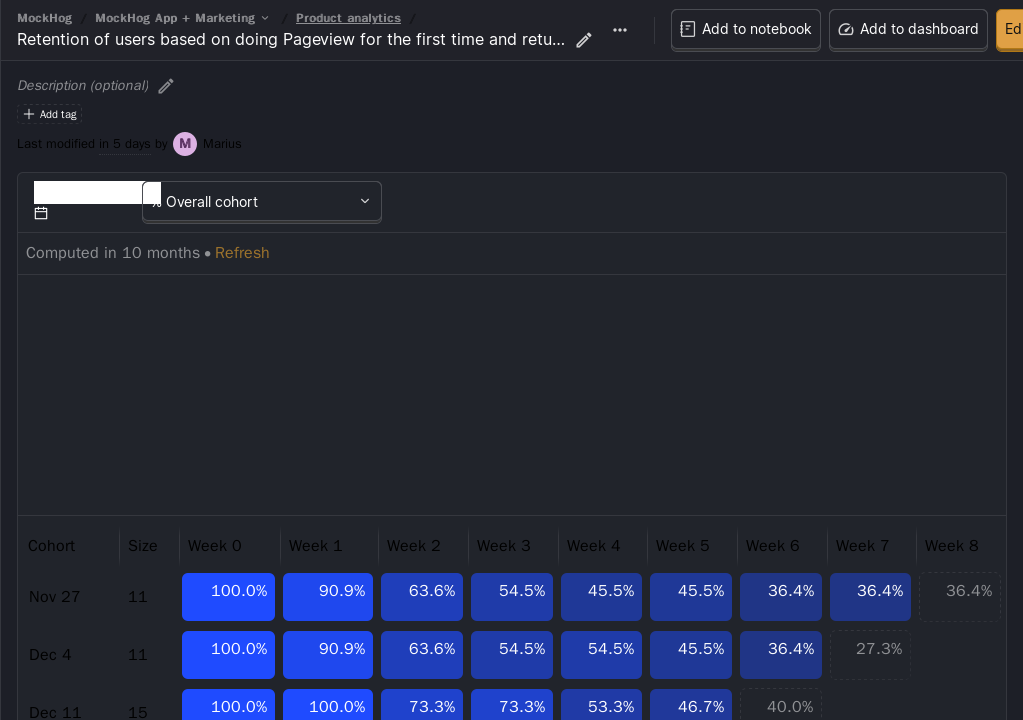 MockHog / MockHog App + Marketing / Product analytics /
Retention of users based on doing Pageview for the first time and retu...
Add to notebook
Add to dashboard
Ed
Description (optional)
Add tag
Last modified in 5 days by M Marius
Overall cohort
Computed in 10 months • Refresh
Cohort Size Week 0 Week 1 Week 2 Week 3 Week 4 Week 5 Week 6 Week 7 Week 8
Nov 27 11 100.0% 90.9% 63.6% 54.5% 45.5% 45.5% 36.4% 36.4% 36.4%
Dec 4 11 100.0% 90.9% 63.6% 54.5% 54.5% 45.5% 36.4% 27.3%
Dec 11 15 100.0% 100.0% 73.3% 73.3% 53.3% 46.7% 40.0%